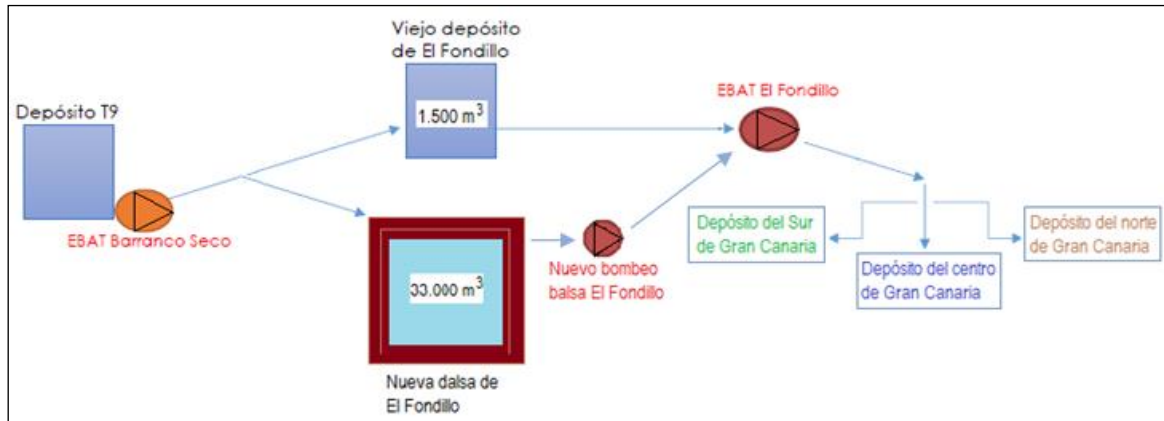 Viejo depósito
de El Fondillo
1.500 m³
Depósito T9
EBAT Barranco Seco
EBAT El Fondillo
33.000 m³
Nueva dalsa de
El Fondillo
Nuevo bombeo
balsa El Fondillo
Depósito del Sur
de Gran Canaria
Depósito del centro
de Gran Canaria
Depósito del norte
de Gran Canaria